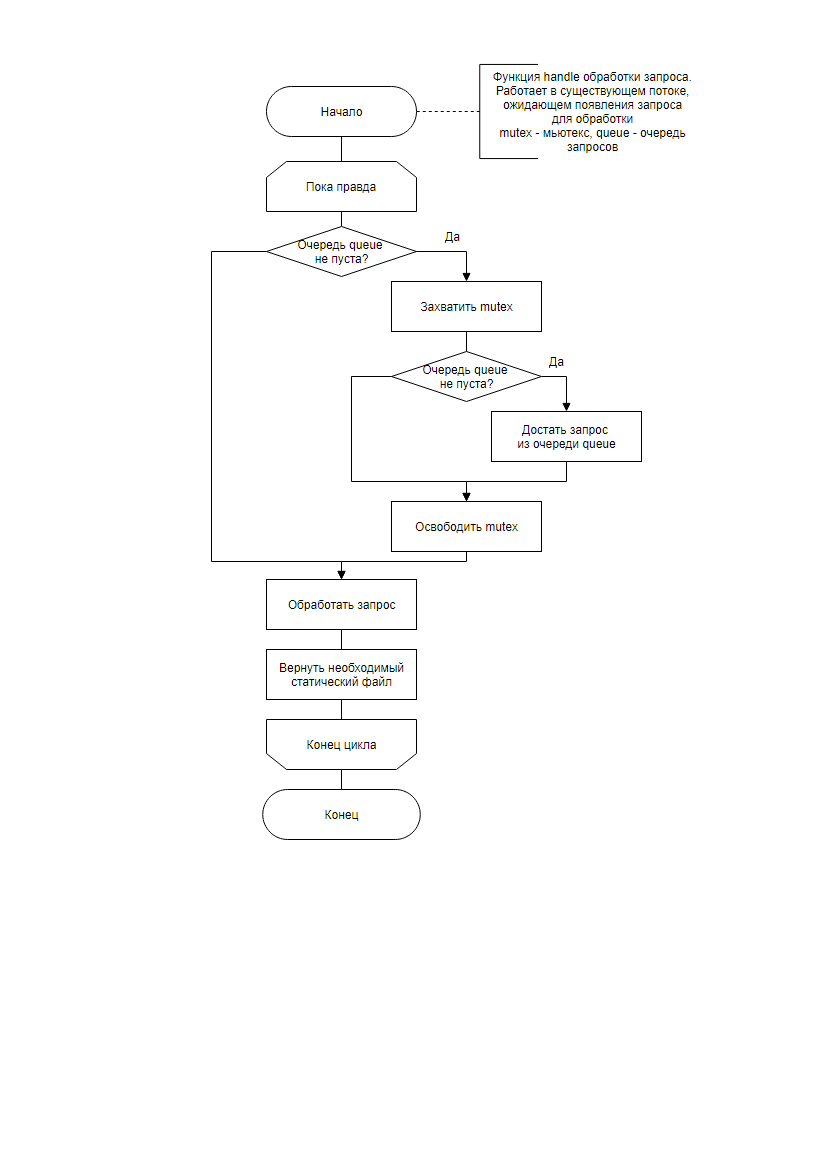 Функция handle обработки запроса.
Работает в существующем потоке,
ожидающем появления запроса
для обработки
mutex - мьютекс, queue - очередь
запросов
Начало
Пока правда
Очередь queue
не пуста?
Да
Захватить mutex
Очередь queue
не пуста?
Да
Достать запрос
из очереди queue
Освободить mutex
Обработать запрос
Вернуть необходимый
статический файл
Конец цикла
Конец